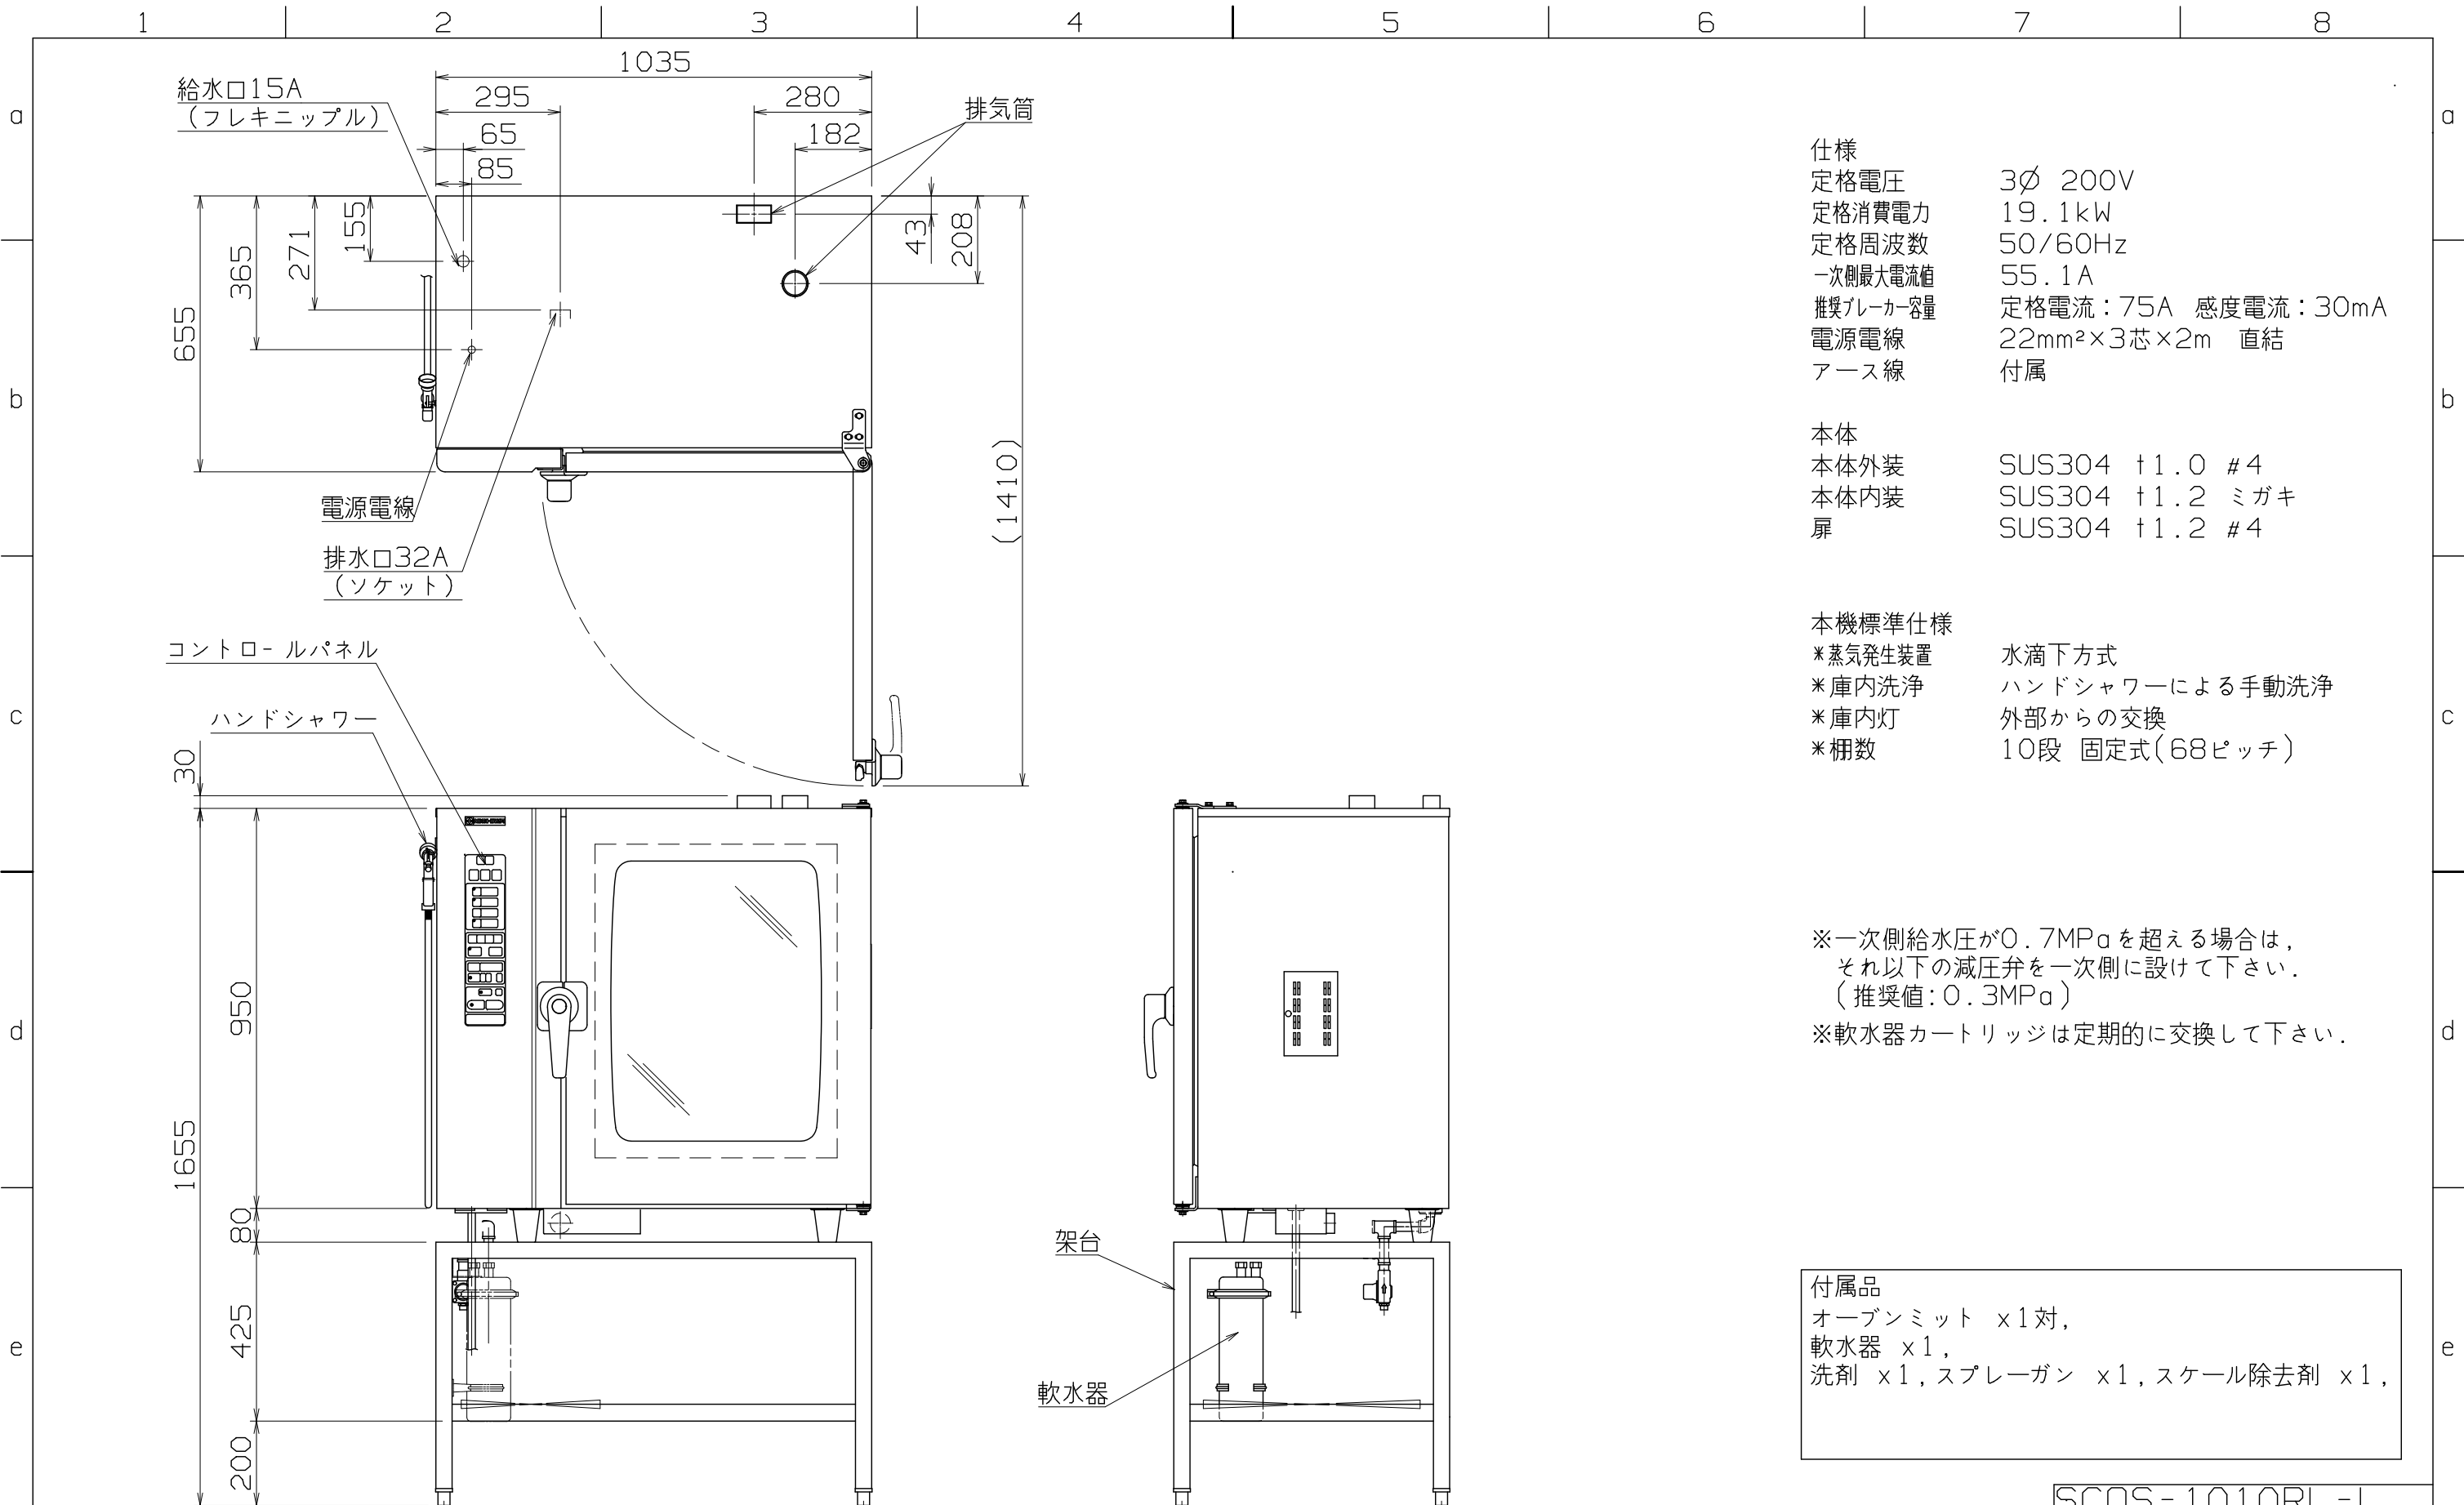 1 2 3 4 5 6 7 8
a a
b b
c c
d d
e e
1035
給水口15A
(フレキニップル)
295
280
排気筒
65
182
85
155
271
365
655
43
208
(1410)
電源電線
排水口32A
(ソケット)
コントロ-ルパネル
ハンドシャワー
30
950
1655
80
425
200
架台
軟水器
仕様
定格電圧 3∅ 200V
定格消費電力 19.1kW
定格周波数 50/60Hz
一次側最大電流値 55.1A
推奨ブレーカー容量 定格電流:75A 感度電流:30mA
電源電線 22mm²×3芯×2m 直結
アース線 付属
本体
本体外装 SUS304 t1.0 #4
本体内装 SUS304 t1.2 ミガキ
扉 SUS304 t1.2 #4
本機標準仕様
*蒸気発生装置 水滴下方式
*庫内洗浄 ハンドシャワーによる手動洗浄
*庫内灯 外部からの交換
*棚数 10段 固定式(68ピッチ)
※一次側給水圧が0.7MPaを超える場合は,
それ以下の減圧弁を一次側に設けて下さい.
(推奨値:0.3MPa)
※軟水器カートリッジは定期的に交換して下さい.
付属品
オーブンミット x1対,
軟水器 x1,
洗剤 x1,スプレーガン x1,スケール除去剤 x1,